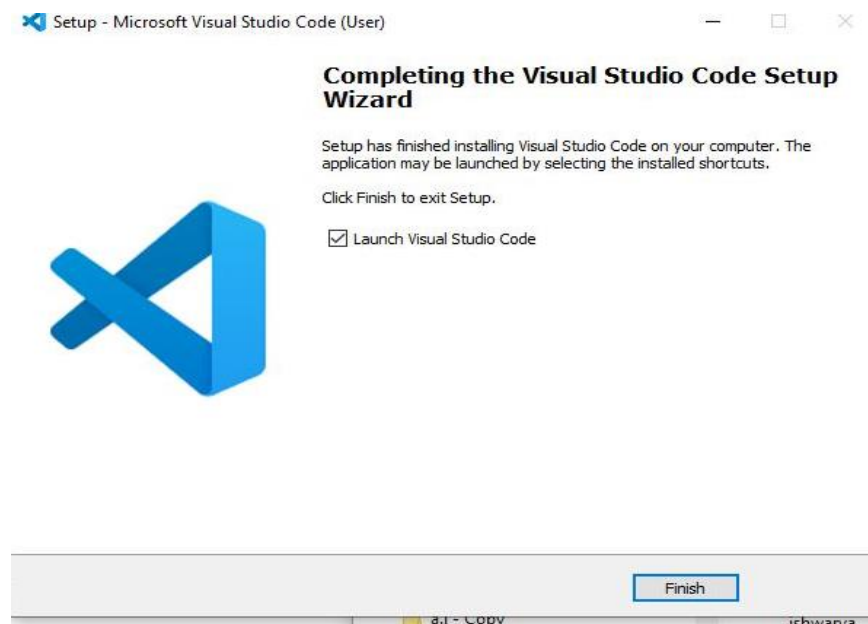 Setup - Microsoft Visual Studio Code (User)
Completing the Visual Studio Code Setup
Wizard
Setup has finished installing Visual Studio Code on your computer. The
application may be launched by selecting the installed shortcuts.
Click Finish to exit Setup.
Launch Visual Studio Code
Finish
a.i - Copy